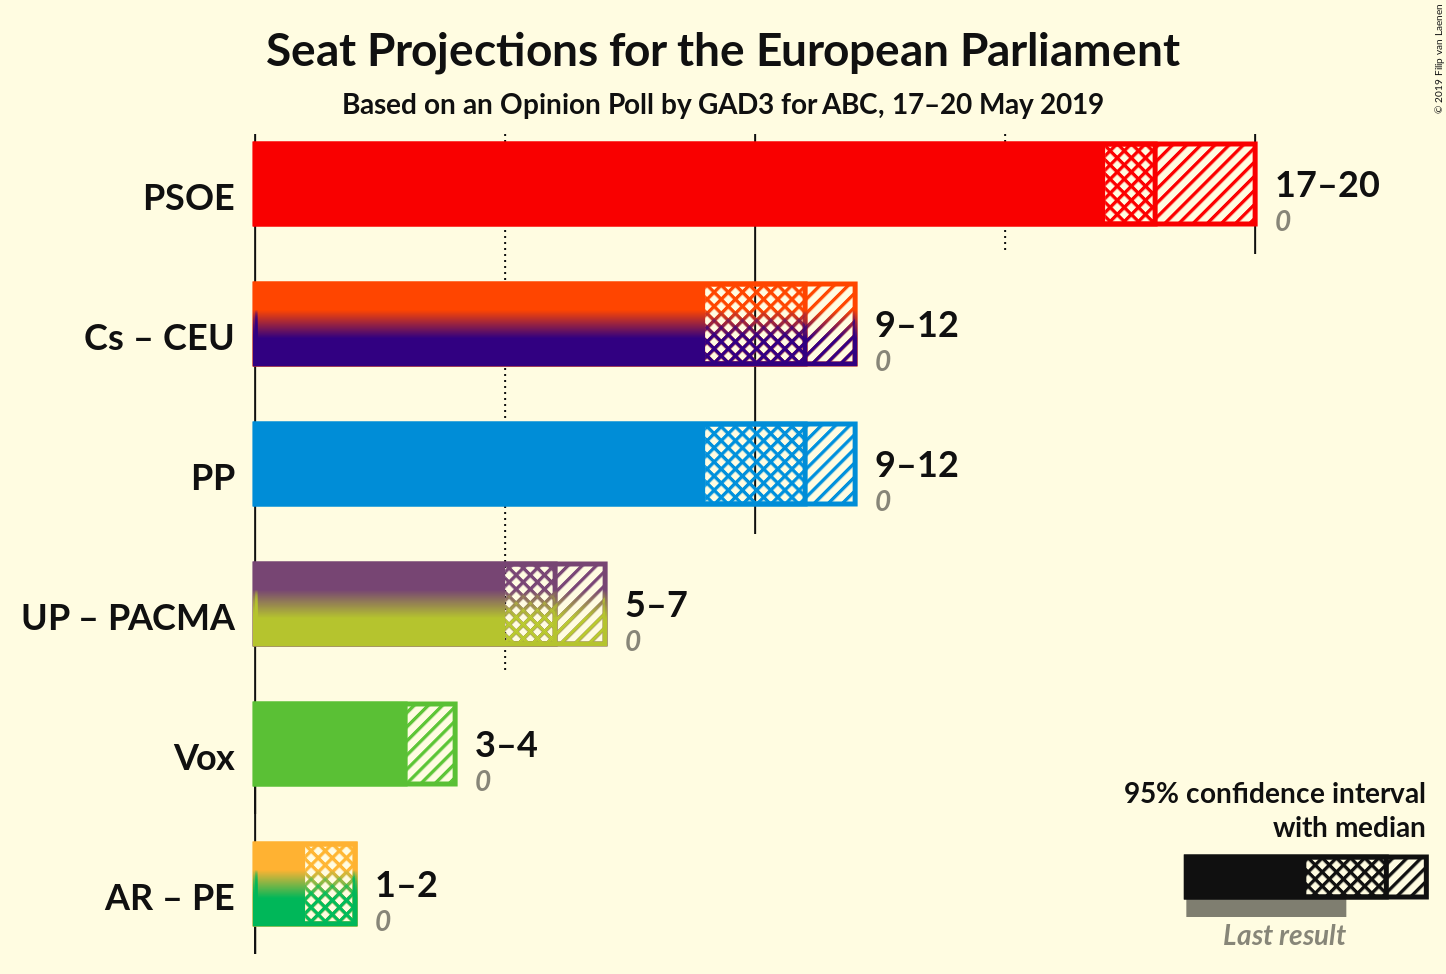 Seat Projections for the European Parliament
Based on an Opinion Poll by GAD3 for ABC, 17–20 May 2019
© 2019 Filip van Laenen
PSOE
17–20
0
Cs – CEU
9–12
0
PP
9–12
0
UP – PACMA
5–7
0
Vox
3–4
0
AR – PE
1–2
0
95% confidence interval
with median
Last result